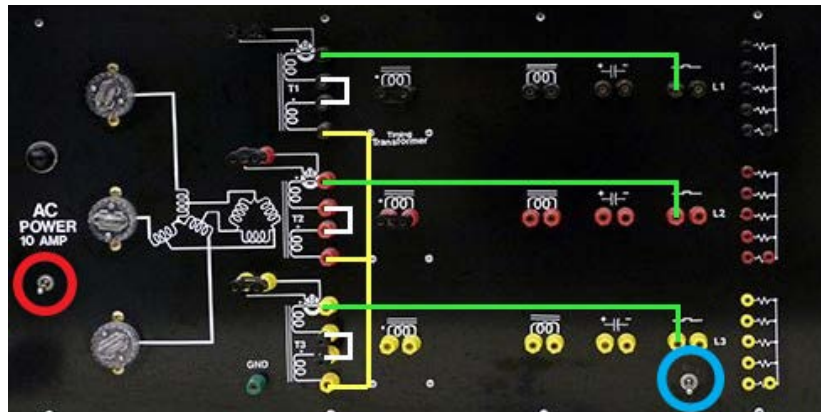 T1
L1
Timing
Transformer
AC
POWER
10 AMP
T2
L2
T3
L3
GND